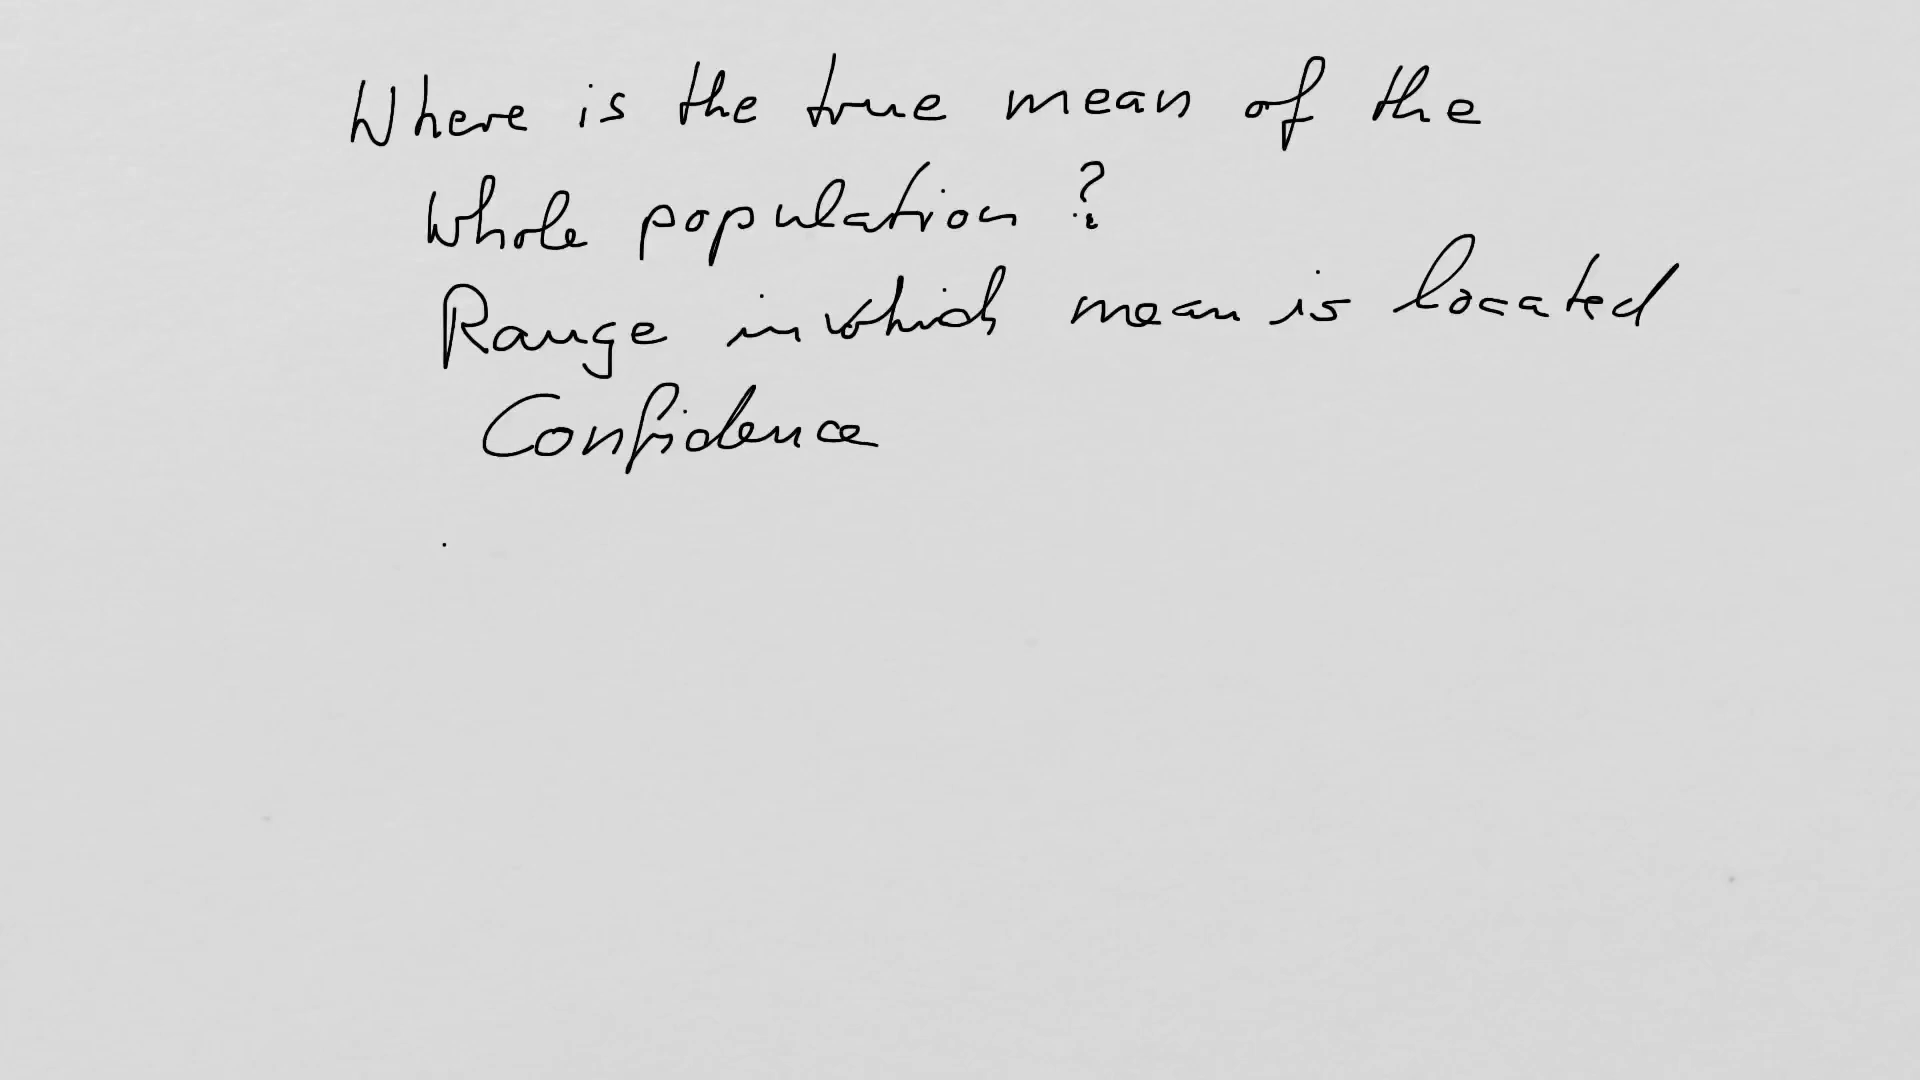 Where is the true mean of the
whole population ?
Range in which mean is located
Confidence